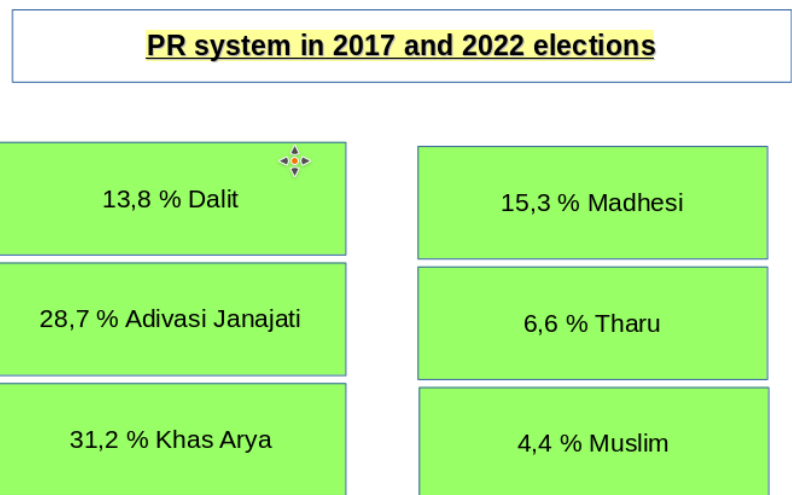 PR system in 2017 and 2022 elections
13,8 % Dalit
15,3 % Madhesi
28,7 % Adivasi Janajati
6,6 % Tharu
31,2 % Khas Arya
4,4 % Muslim